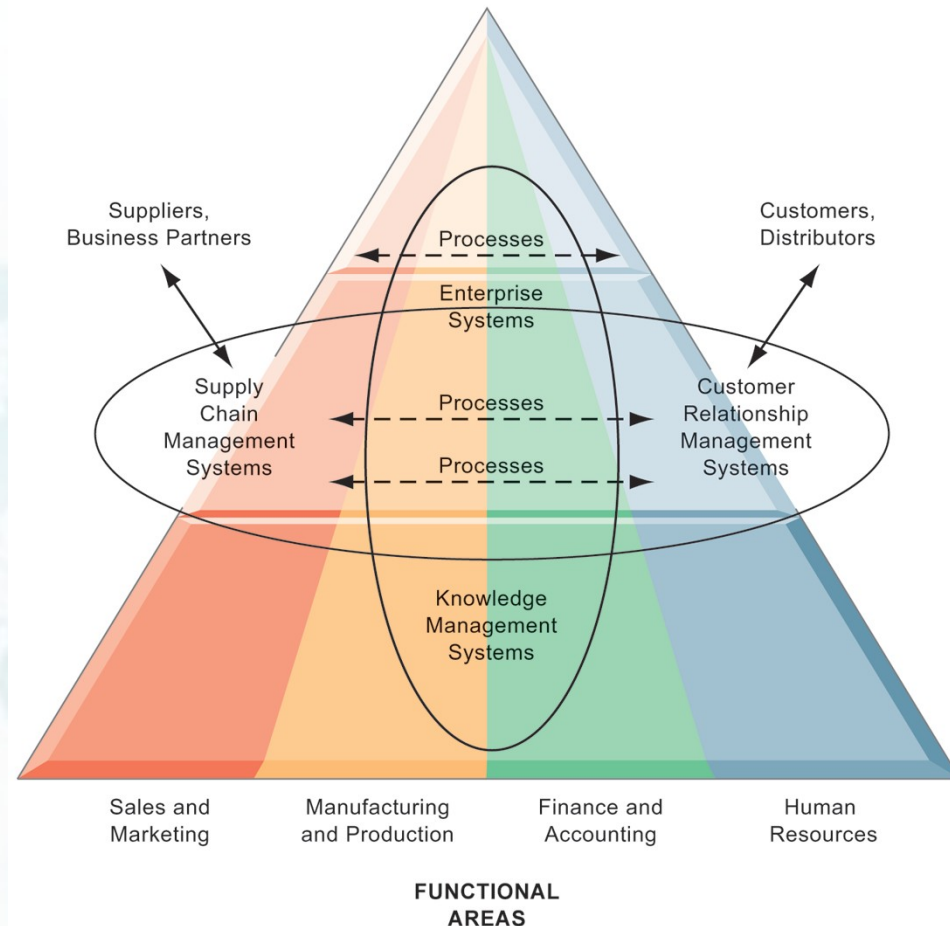 Suppliers,
Business Partners
Customers,
Distributors
Processes
Enterprise
Systems
Supply
Chain
Management
Systems
Processes
Processes
Customer
Relationship
Management
Systems
Knowledge
Management
Systems
Sales and
Marketing
Manufacturing
and Production
Finance and
Accounting
Human
Resources
FUNCTIONAL
AREAS